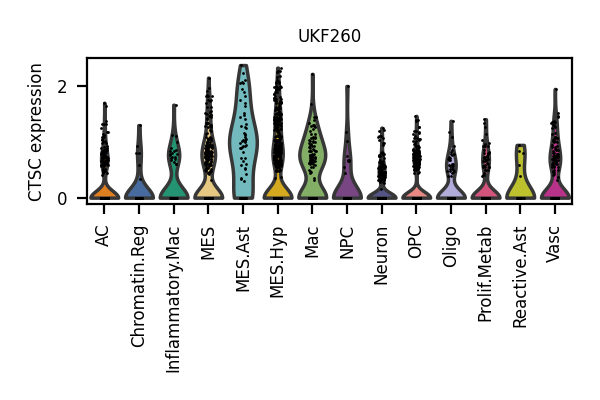 UKF260
CTSC expression
2
0
AC
Chromatin.Reg
Inflammatory.Mac
MES
MES.Ast
MES.Hyp
Mac
NPC
Neuron
OPC
Oligo
Prolif.Metab
Reactive.Ast
Vasc